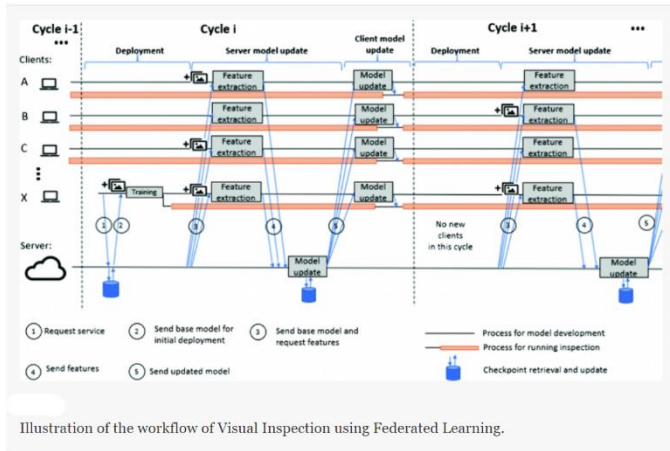 Cycle i-1
Cycle i
Cycle i+1
•••
•••
Deployment
Server model update
Client model
update
Deployment
Server model update
Clients:
A
+
Feature
extraction
Model
update
Feature
extraction
B
Feature
extraction
Model
update
+
Feature
extraction
C
+
Feature
extraction
Model
update
Feature
extraction
X
+
Training
+
Feature
extraction
Model
update
+
Feature
extraction
1
2
3
4
5
No new
clients
in this cycle
3
4
5
Server:
Model
update
Model
update
1 Request service
2 Send base model for
initial deployment
3 Send base model and
request features
4 Send features
5 Send updated model
Process for model development
Process for running inspection
Checkpoint retrieval and update
Illustration of the workflow of Visual Inspection using Federated Learning.